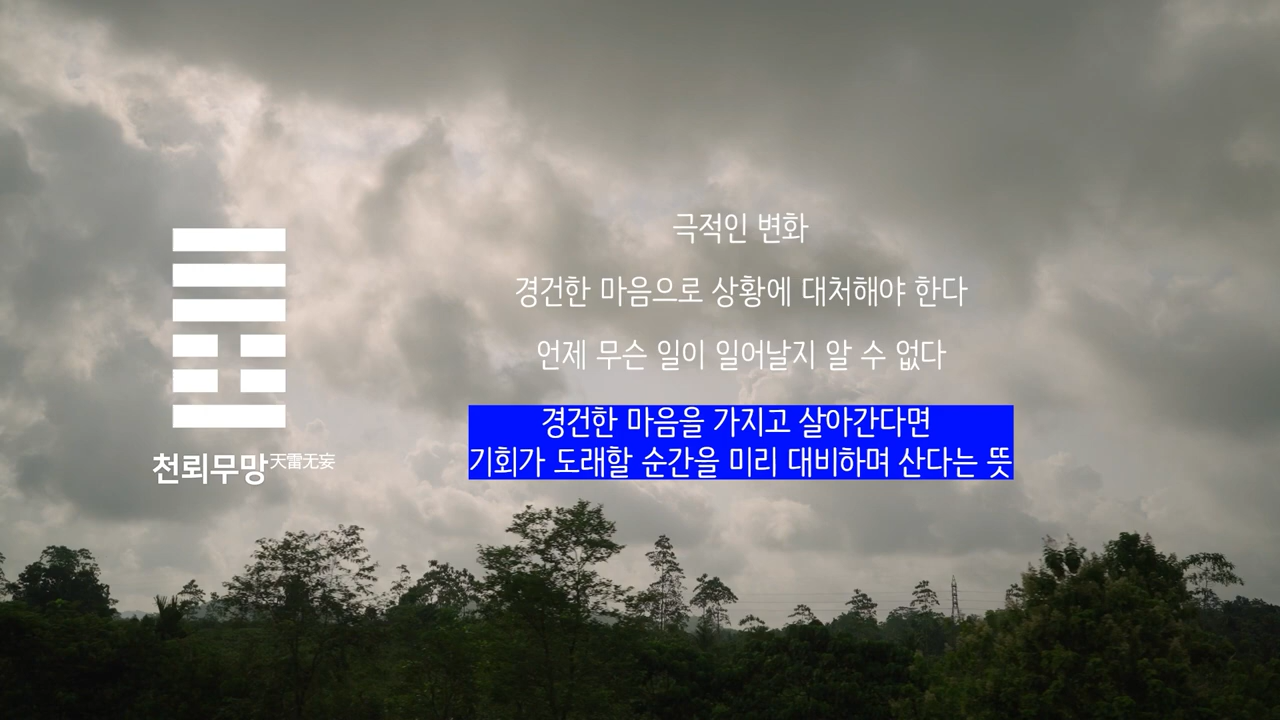 극적인 변화
경건한 마음으로 상황에 대처해야 한다
언제 무슨 일이 일어날지 알 수 없다
경건한 마음을 가지고 살아간다면
기회가 도래할 순간을 미리 대비하며 산다는 뜻
천뢰무망天雷无妄